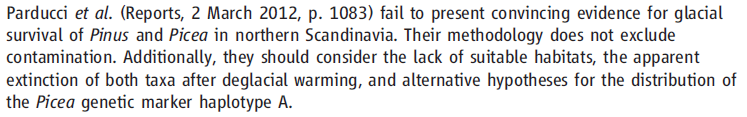 Parducci et al. (Reports, 2 March 2012, p. 1083) fail to present convincing evidence for glacial
survival of Pinus and Picea in northern Scandinavia. Their methodology does not exclude
contamination. Additionally, they should consider the lack of suitable habitats, the apparent
extinction of both taxa after deglacial warming, and alternative hypotheses for the distribution of
the Picea genetic marker haplotype A.